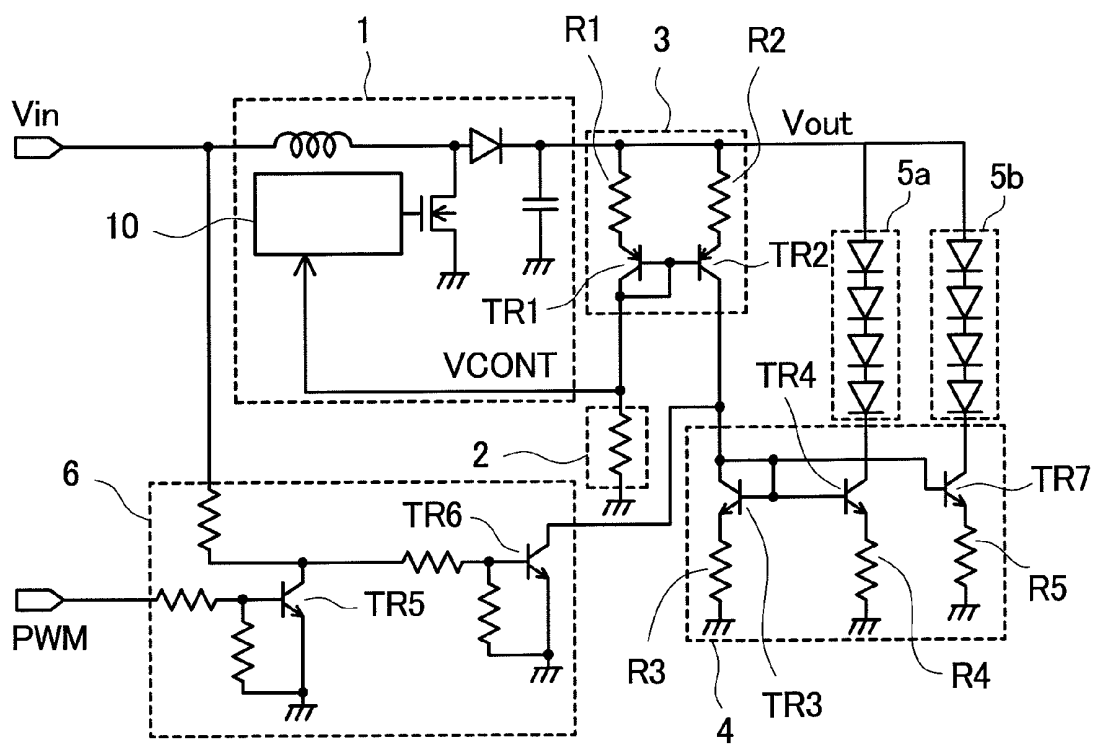 1
R1
3
R2
Vin
Vout
5a
5b
10
TR1
TR2
VCONT
TR4
2
6
TR6
TR7
TR5
PWM
R5
R3
TR3
R4
4